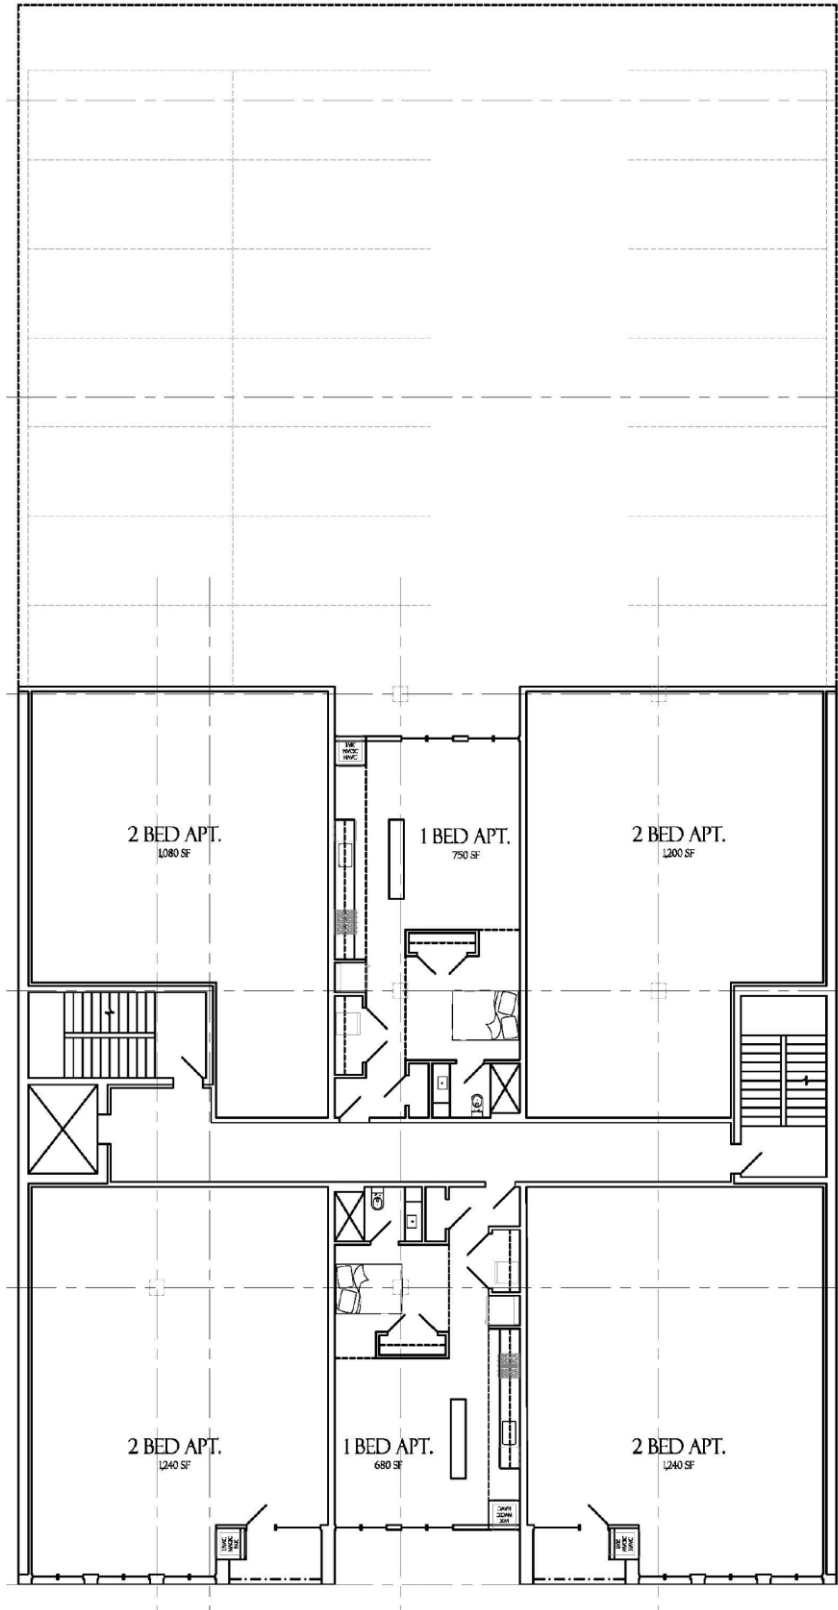 2 BED APT.
1,080 SF
1 BED APT.
750 SF
2 BED APT.
1,200 SF
2 BED APT.
1,240 SF
1 BED APT.
680 SF
2 BED APT.
1,240 SF